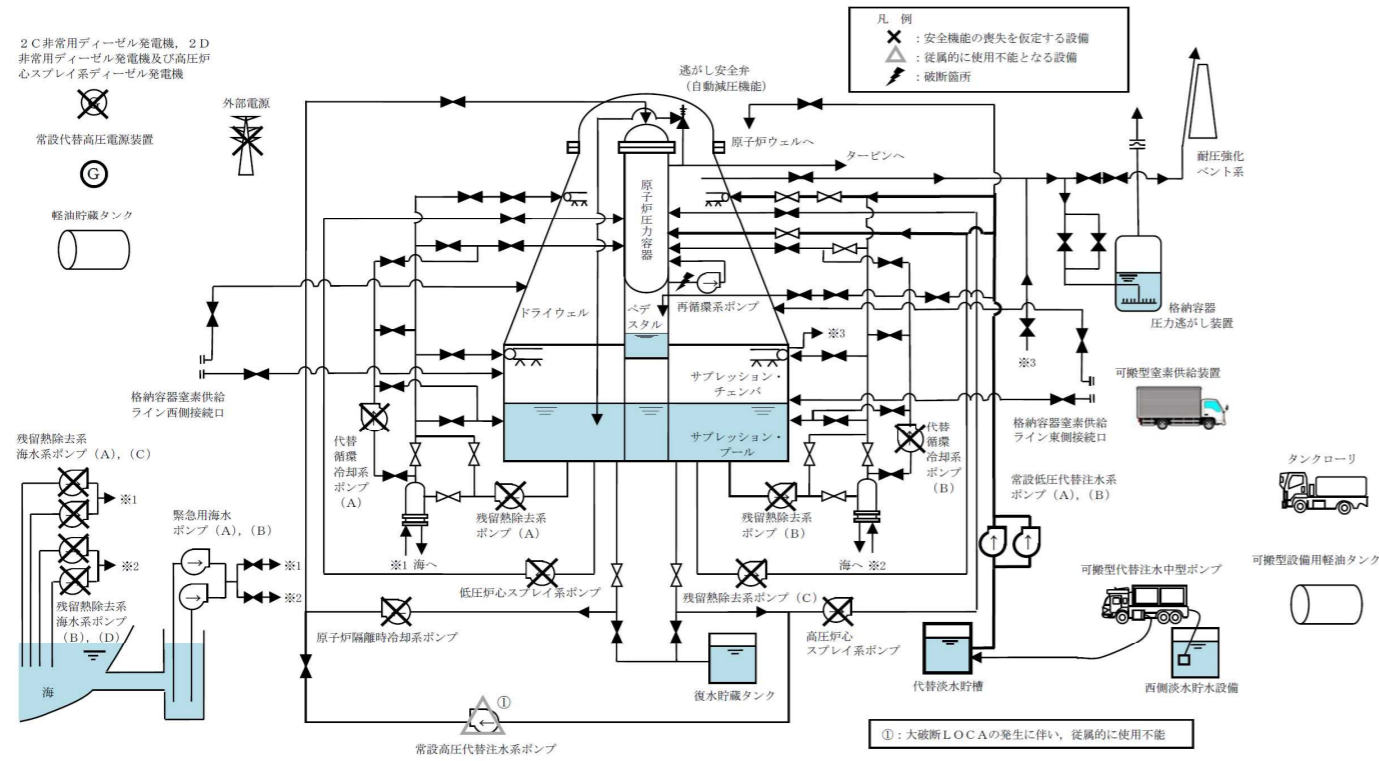 2C非常用ディーゼル発電機，2D
非常用ディーゼル発電機及び高圧炉
心スプレイ系ディーゼル発電機
G
常設代替高圧電源装置
G
軽油貯蔵タンク
外部電源
凡　例
：安全機能の喪失を仮定する設備
：従属的に使用不能となる設備
：破断箇所
逃がし安全弁
（自動減圧機能）
原子炉ウェルへ
タービンへ
耐圧強化
ベント系
原子炉圧力容器
再循環系ポンプ
ドライウェル
ペデ
スタル
※3
※3
格納容器
圧力逃がし装置
可搬型窒素供給装置
サプレッション・
チェンバ
サプレッション・
プール
格納容器窒素供給
ライン西側接続口
格納容器窒素供給
ライン東側接続口
残留熱除去系
海水系ポンプ（A），（C）
※1
※2
残留熱除去系
海水系ポンプ
（B），（D）
海
緊急用海水
ポンプ（A），（B）
※1
※2
代替
循環
冷却系
ポンプ
（A）
残留熱除去系
ポンプ（A）
※1 海へ
代替
循環
冷却系
ポンプ
（B）
残留熱除去系
ポンプ（B）
海へ ※2
常設低圧代替注水系
ポンプ（A），（B）
タンクローリ
可搬型代替注水中型ポンプ
可搬型設備用軽油タンク
低圧炉心スプレイ系ポンプ
残留熱除去系ポンプ（C）
原子炉隔離時冷却系ポンプ
高圧炉心
スプレイ系ポンプ
復水貯蔵タンク
代替淡水貯槽
西側淡水貯水設備
①
常設高圧代替注水系ポンプ
①：大破断LOCAの発生に伴い，従属的に使用不能